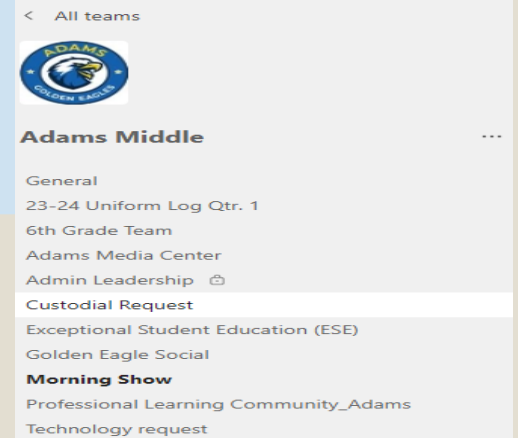 < All teams
ADAMS
GOLDEN EAGLES
Adams Middle ...
General
23-24 Uniform Log Qtr. 1
6th Grade Team
Adams Media Center
Admin Leadership
Custodial Request
Exceptional Student Education (ESE)
Golden Eagle Social
Morning Show
Professional Learning Community_Adams
Technology request